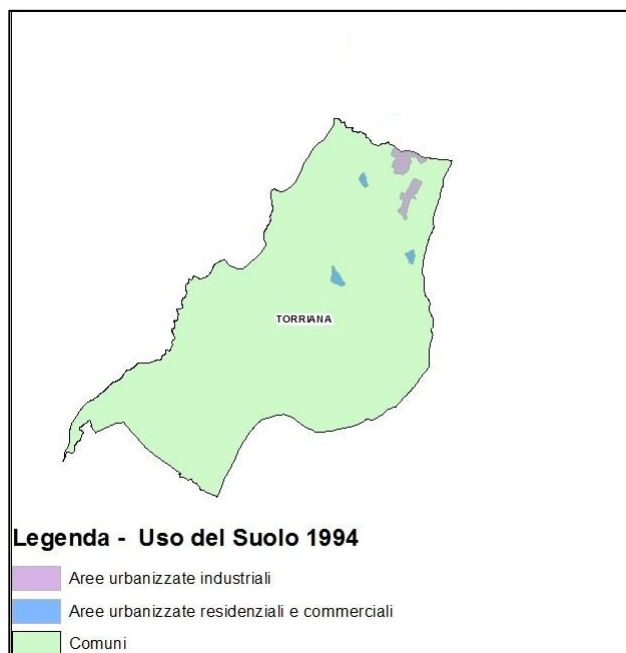 TORRIANA
Legenda - Uso del Suolo 1994
Aree urbanizzate industriali
Aree urbanizzate residenziali e commerciali
Comuni